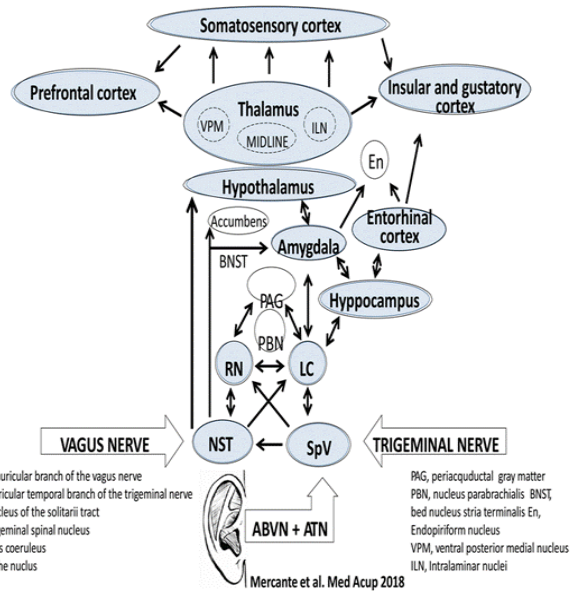 Somatosensory cortex
Prefrontal cortex
Insular and gustatory
cortex
Thalamus
VPM
MIDLINE
ILN
En
Hypothalamus
Accumbens
Entorhinal
cortex
Amygdala
BNST
Hyppocampus
PAG
PBN
RN
LC
VAGUS NERVE
NST
SpV
TRIGEMINAL NERVE
ABVN + ATN
uricular branch of the vagus nerve
ricular temporal branch of the trigeminal nerve
cleus of the solitarii tract
geminal spinal nucleus
s coeruleus
ne nuclus
PAG, periacquductal gray matter
PBN, nucleus parabrachialis BNST,
bed nucleus stria terminalis En,
Endopiriform nucleus
VPM, ventral posterior medial nucleus
ILN, Intralaminar nuclei
Mercante et al. Med Acup 2018